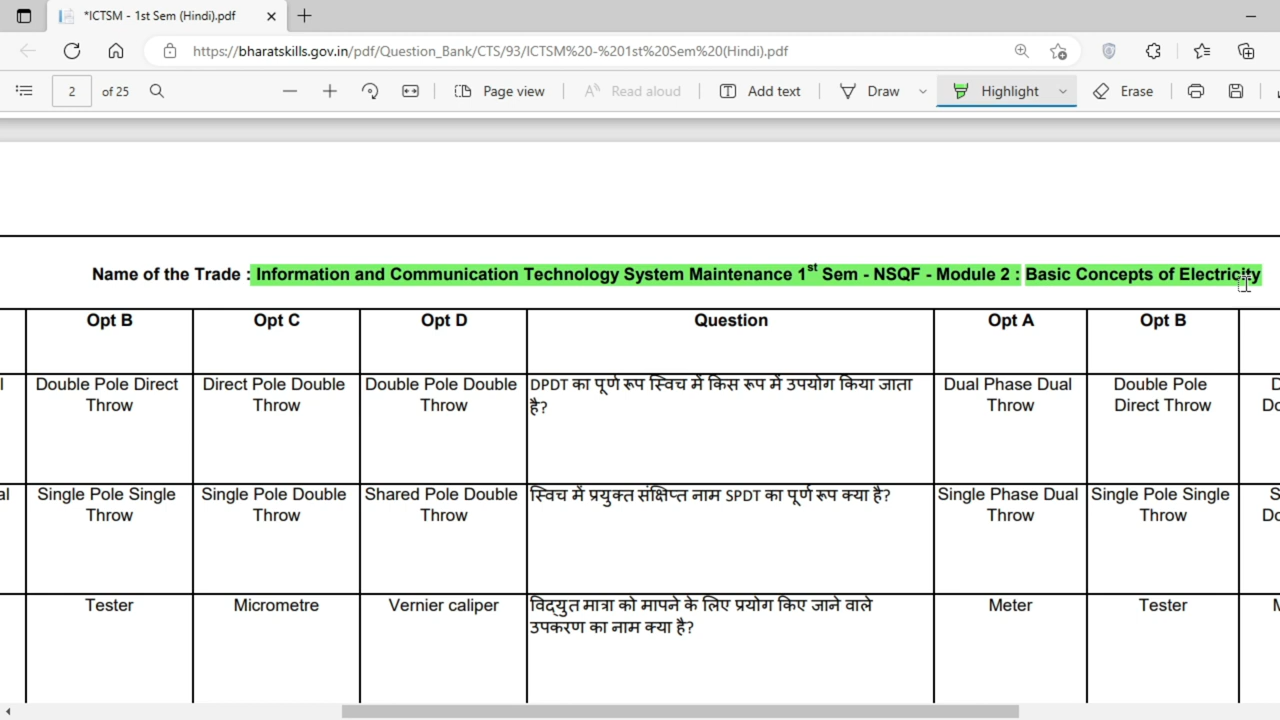 *ICTSM - 1st Sem (Hindi).pdf
https://bharatskills.gov.in/pdf/Question_Bank/CTS/93/ICTSM%20-%201st%20Sem%20(Hindi).pdf
2 of 25 Page view Read aloud Add text Draw Highlight Erase
Name of the Trade : Information and Communication Technology System Maintenance 1st Sem - NSQF - Module 2 : Basic Concepts of Electricity
Opt B Opt C Opt D Question Opt A Opt B
Double Pole Direct Direct Pole Double Double Pole Double DPDT का पूर्ण रूप स्विच में किस रूप में उपयोग किया जाता Dual Phase Dual Double Pole
Throw Throw Throw है? Throw Direct Throw
Single Pole Single Single Pole Double Shared Pole Double स्विच में प्रयुक्त संक्षिप्त नाम SPDT का पूर्ण रूप क्या है? Single Phase Dual Single Pole Single
Throw Throw Throw Throw Throw
Tester Micrometre Vernier caliper विद्युत मात्रा को मापने के लिए प्रयोग किए जाने वाले Meter Tester
उपकरण का नाम क्या है?